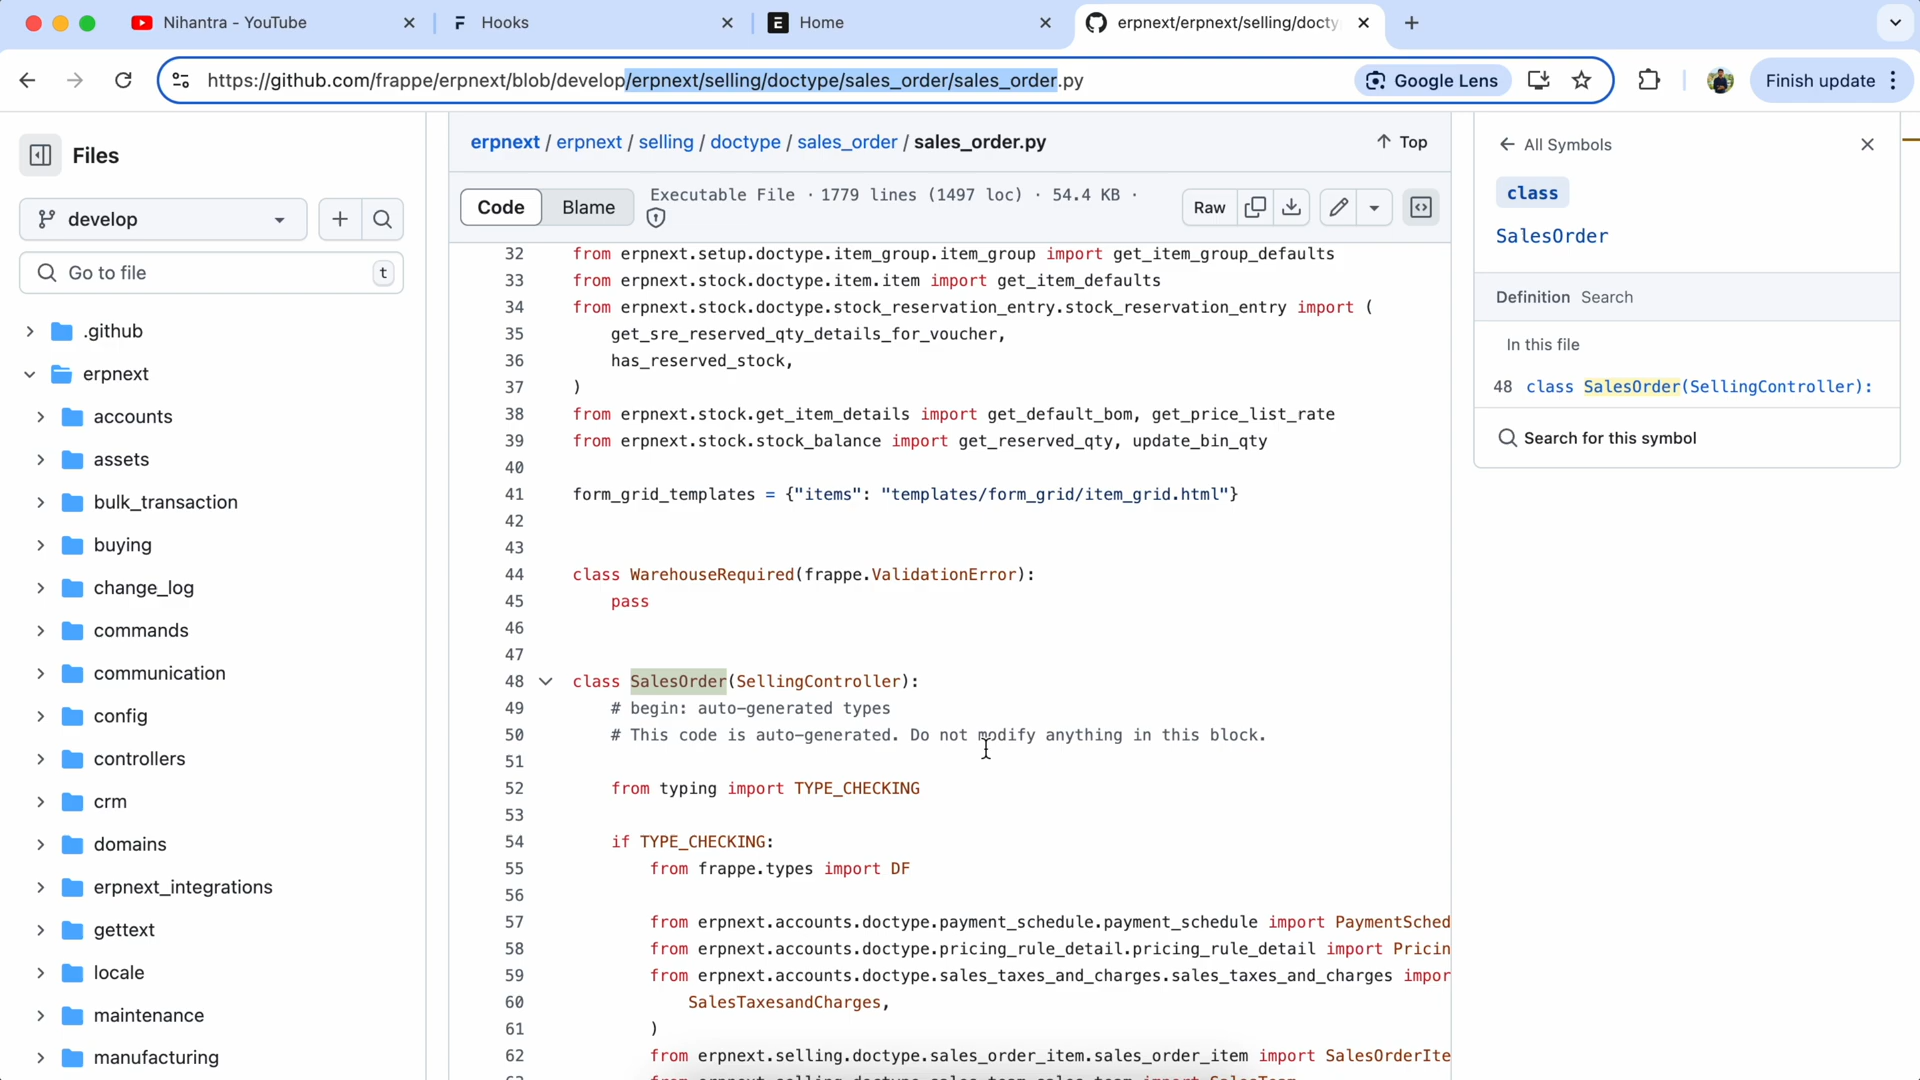 Nihantra - YouTube
Hooks
Home
erpnext/erpnext/selling/docty
https://github.com/frappe/erpnext/blob/develop/erpnext/selling/doctype/sales_order/sales_order.py
Google Lens
Finish update
Files
develop
Go to file
t
.github
erpnext
accounts
assets
bulk_transaction
buying
change_log
commands
communication
config
controllers
crm
domains
erpnext_integrations
gettext
locale
maintenance
manufacturing
erpnext / erpnext / selling / doctype / sales_order / sales_order.py
Top
Code
Blame
Executable File · 1779 lines (1497 loc) · 54.4 KB ·
Raw
32 from erpnext.setup.doctype.item_group.item_group import get_item_group_defaults
33 from erpnext.stock.doctype.item.item import get_item_defaults
34 from erpnext.stock.doctype.stock_reservation_entry.stock_reservation_entry import (
35 get_sre_reserved_qty_details_for_voucher,
36 has_reserved_stock,
37 )
38 from erpnext.stock.get_item_details import get_default_bom, get_price_list_rate
39 from erpnext.stock.stock_balance import get_reserved_qty, update_bin_qty
40
41 form_grid_templates = {"items": "templates/form_grid/item_grid.html"}
42
43
44 class WarehouseRequired(frappe.ValidationError):
45 pass
46
47
48 class SalesOrder(SellingController):
49 # begin: auto-generated types
50 # This code is auto-generated. Do not modify anything in this block.
51
52 from typing import TYPE_CHECKING
53
54 if TYPE_CHECKING:
55 from frappe.types import DF
56
57 from erpnext.accounts.doctype.payment_schedule.payment_schedule import PaymentSched
58 from erpnext.accounts.doctype.pricing_rule_detail.pricing_rule_detail import Pricin
59 from erpnext.accounts.doctype.sales_taxes_and_charges.sales_taxes_and_charges impor
60 SalesTaxesandCharges,
61 )
62 from erpnext.selling.doctype.sales_order_item.sales_order_item import SalesOrderIte
All Symbols
class
SalesOrder
Definition Search
In this file
48 class SalesOrder(SellingController):
Search for this symbol